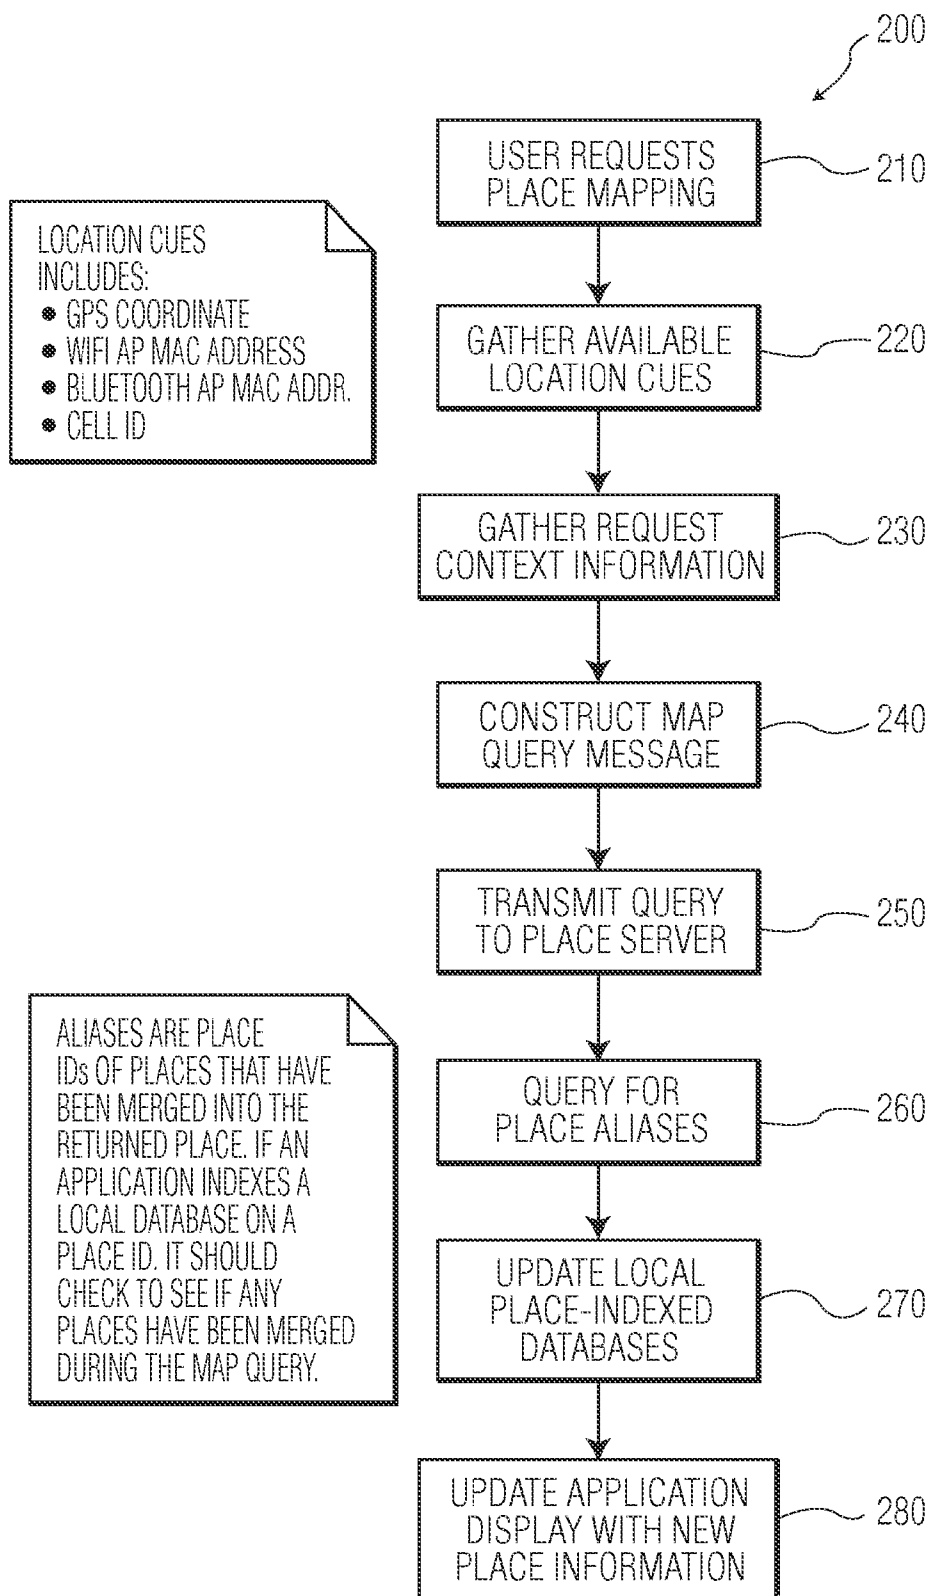 200
USER REQUESTS
PLACE MAPPING
210
LOCATION CUES
INCLUDES:
• GPS COORDINATE
• WIFI AP MAC ADDRESS
• BLUETOOTH AP MAC ADDR.
• CELL ID
GATHER AVAILABLE
LOCATION CUES
220
GATHER REQUEST
CONTEXT INFORMATION
230
CONSTRUCT MAP
QUERY MESSAGE
240
TRANSMIT QUERY
TO PLACE SERVER
250
ALIASES ARE PLACE
IDs OF PLACES THAT HAVE
BEEN MERGED INTO THE
RETURNED PLACE. IF AN
APPLICATION INDEXES A
LOCAL DATABASE ON A
PLACE ID. IT SHOULD
CHECK TO SEE IF ANY
PLACES HAVE BEEN MERGED
DURING THE MAP QUERY.
QUERY FOR
PLACE ALIASES
260
UPDATE LOCAL
PLACE-INDEXED
DATABASES
270
UPDATE APPLICATION
DISPLAY WITH NEW
PLACE INFORMATION
280